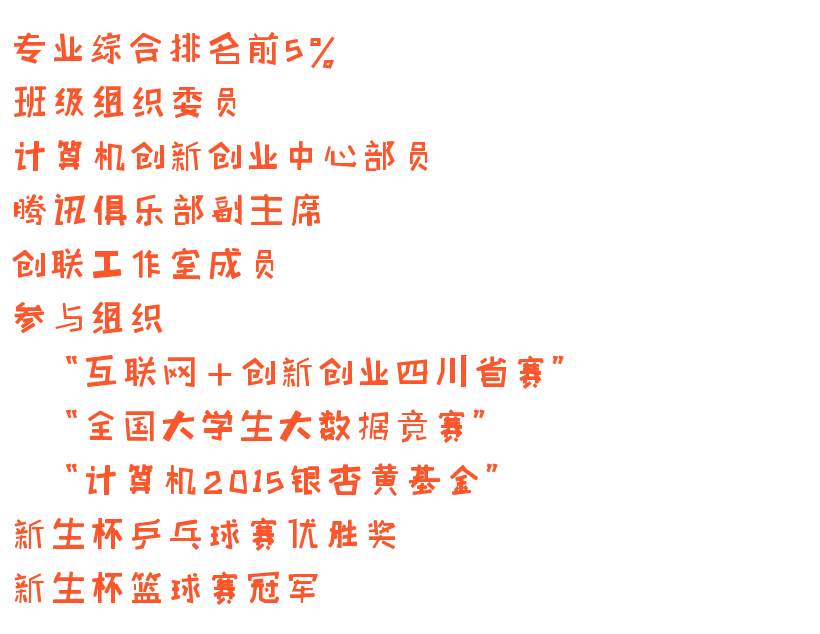 专业综合排名前5%
班级组织委员
计算机创新创业中心部员
腾讯俱乐部副主席
创联工作室成员
参与组织
“互联网＋创新创业四川省赛”
“全国大学生大数据竞赛”
“计算机2015银杏黄基金”
新生杯乒乓球赛优胜奖
新生杯篮球赛冠军